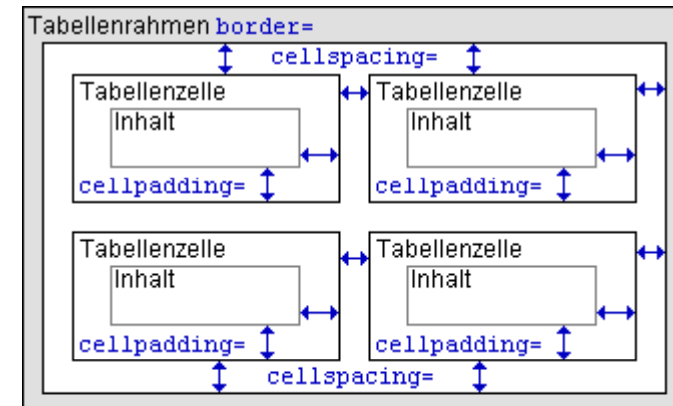 Tabellenrahmen border=
cellspacing=
Tabellenzelle Tabellenzelle
Inhalt Inhalt
cellpadding= cellpadding=
Tabellenzelle Tabellenzelle
Inhalt Inhalt
cellpadding= cellpadding=
cellspacing=